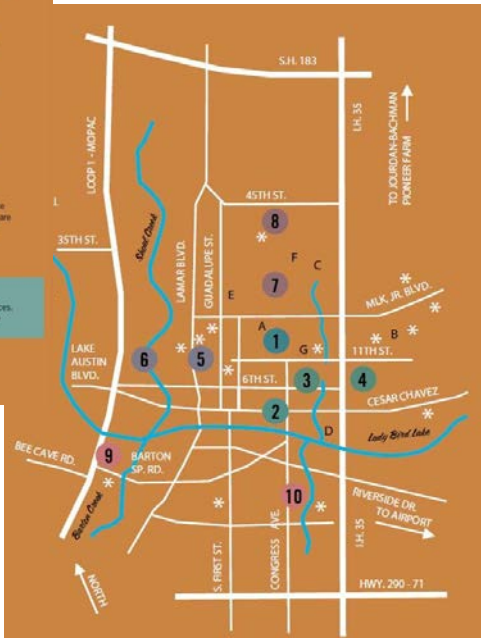 S.H. 183
I.H. 35
TO JOURDAN-BACHMAN
PIONEER FARM
LOOP 1 - MOPAC
are
45TH ST.
8
35TH ST.
Shoal Creek
LAMAR BLVD.
GUADALUPE ST.
F
C
7
E
MLK, JR. BLVD.
A
1
B
G
11TH ST.
LAKE
AUSTIN
BLVD.
6
5
6TH ST.
3
4
CESAR CHAVEZ
2
D
Lady Bird Lake
BEE CAVE RD.
9
BARTON
SP. RD.
Barton Creek
10
RIVERSIDE DR.
TO AIRPORT
S. FIRST ST.
CONGRESS AVE.
I.H. 35
NORTH
HWY. 290 - 71